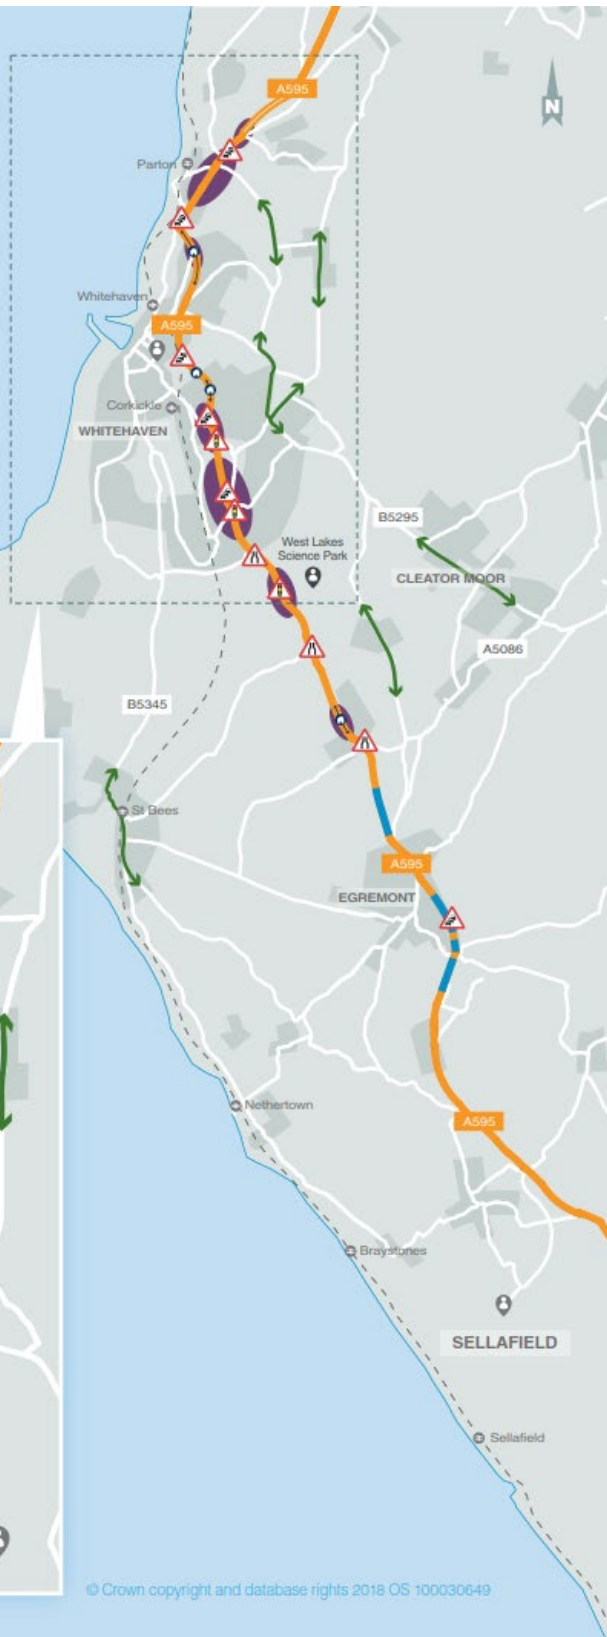 A595
N
Parton
Whitehaven
A595
Corkickle
WHITEHAVEN
B5295
West Lakes
Science Park
CLEATOR MOOR
A5086
B5345
St Bees
A595
EGREMONT
Nethertown
A595
Braystones
SELLAFIELD
Sellafield
© Crown copyright and database rights 2018 OS 100030649